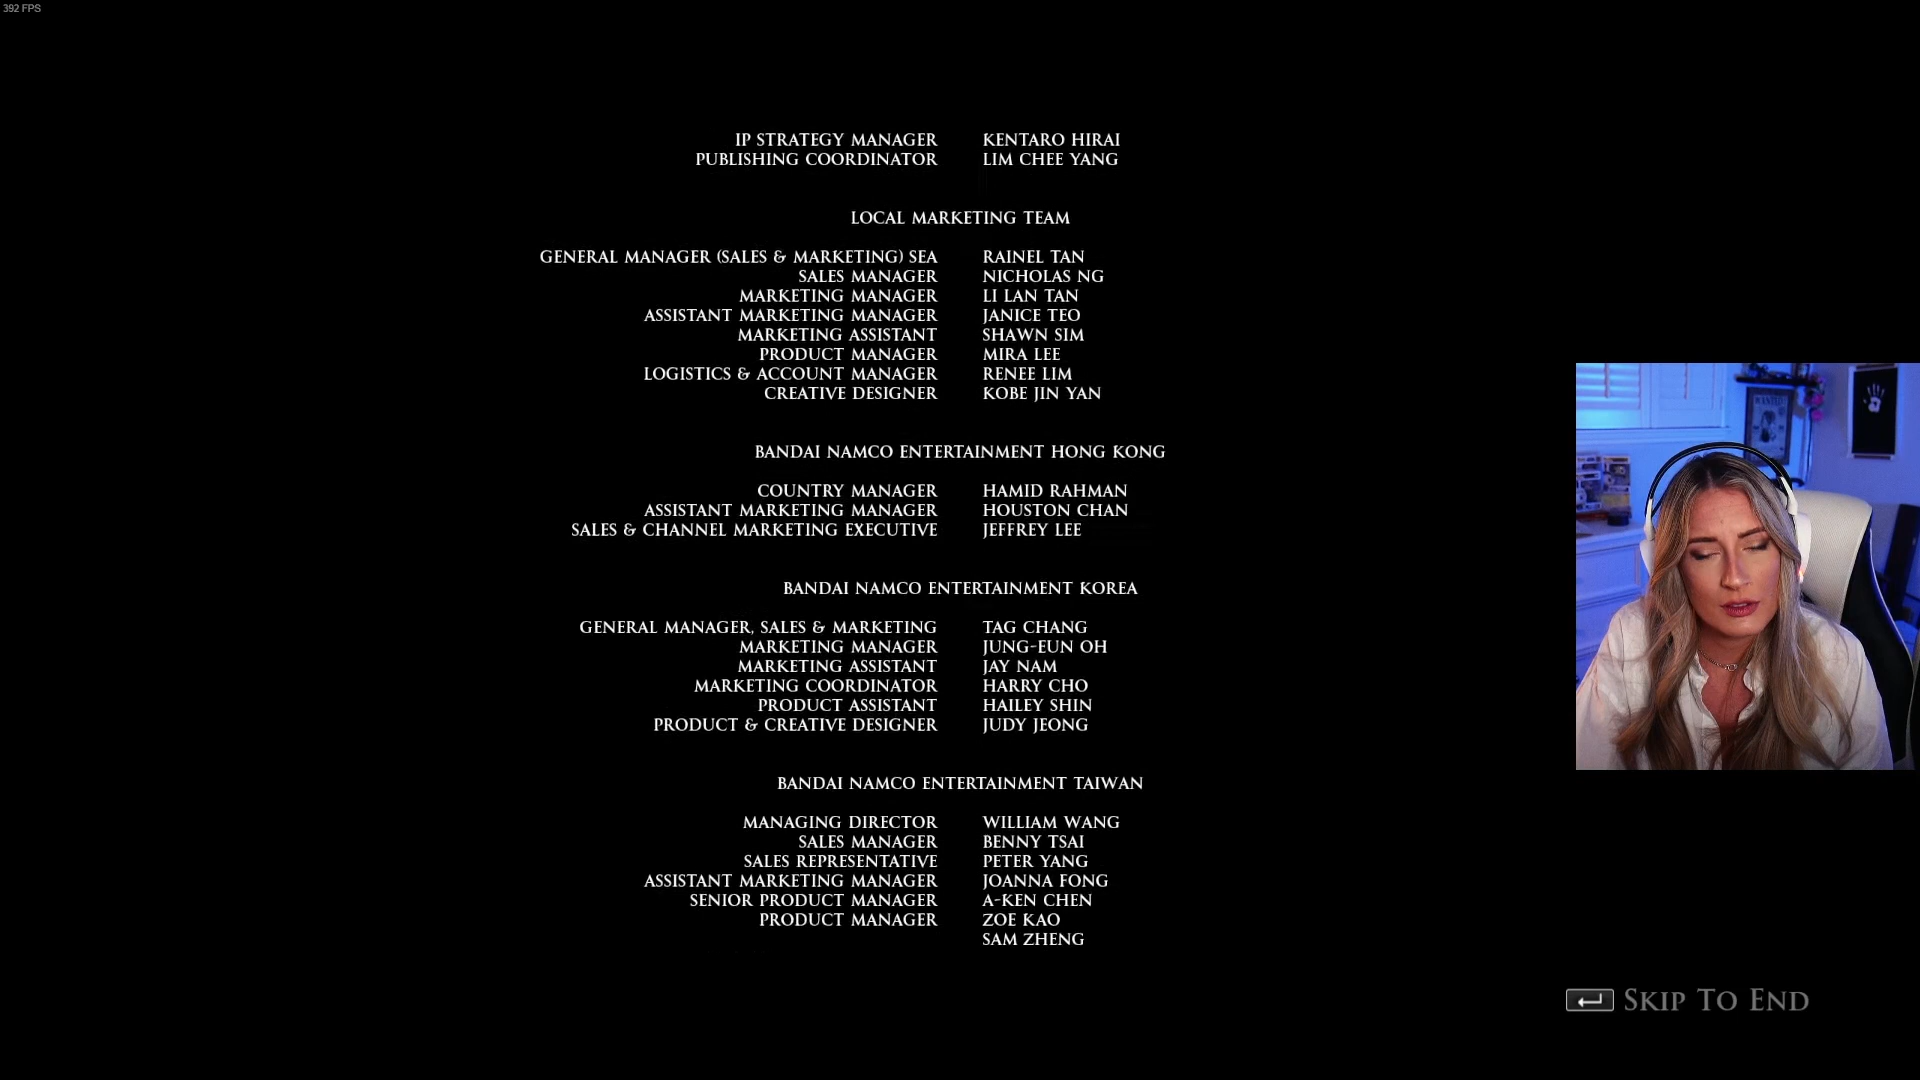 392 FPS
IP STRATEGY MANAGER KENTARO HIRAI
PUBLISHING COORDINATOR LIM CHEE YANG
LOCAL MARKETING TEAM
GENERAL MANAGER (SALES & MARKETING) SEA RAINEL TAN
SALES MANAGER NICHOLAS NG
MARKETING MANAGER LI LAN TAN
ASSISTANT MARKETING MANAGER JANICE TEO
MARKETING ASSISTANT SHAWN SIM
PRODUCT MANAGER MIRA LEE
LOGISTICS & ACCOUNT MANAGER RENEE LIM
CREATIVE DESIGNER KOBE JIN YAN
BANDAI NAMCO ENTERTAINMENT HONG KONG
COUNTRY MANAGER HAMID RAHMAN
ASSISTANT MARKETING MANAGER HOUSTON CHAN
SALES & CHANNEL MARKETING EXECUTIVE JEFFREY LEE
BANDAI NAMCO ENTERTAINMENT KOREA
GENERAL MANAGER, SALES & MARKETING TAG CHANG
MARKETING MANAGER JUNG-EUN OH
MARKETING ASSISTANT JAY NAM
MARKETING COORDINATOR HARRY CHO
PRODUCT ASSISTANT HAILEY SHIN
PRODUCT & CREATIVE DESIGNER JUDY JEONG
BANDAI NAMCO ENTERTAINMENT TAIWAN
MANAGING DIRECTOR WILLIAM WANG
SALES MANAGER BENNY TSAI
SALES REPRESENTATIVE PETER YANG
ASSISTANT MARKETING MANAGER JOANNA FONG
SENIOR PRODUCT MANAGER A-KEN CHEN
PRODUCT MANAGER ZOE KAO
SAM ZHENG
WANTED
SKIP TO END